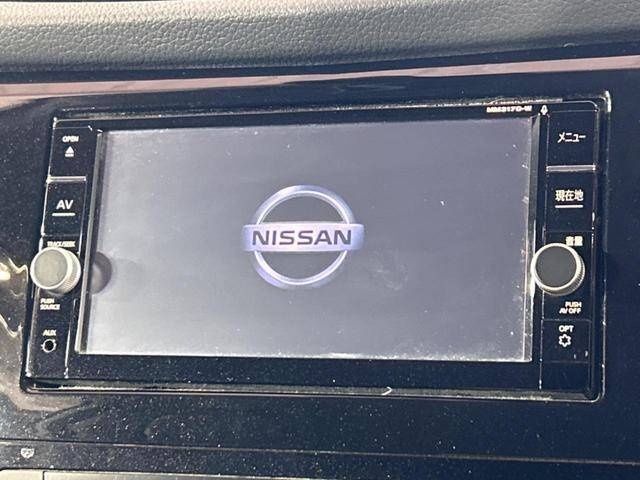 MM317D-W
OPEN
メニュー
AV
現在地
NISSAN
TRACK/SEEK
音量
PUSH
SOURCE
PUSH
AV OFF
AUX
OPT